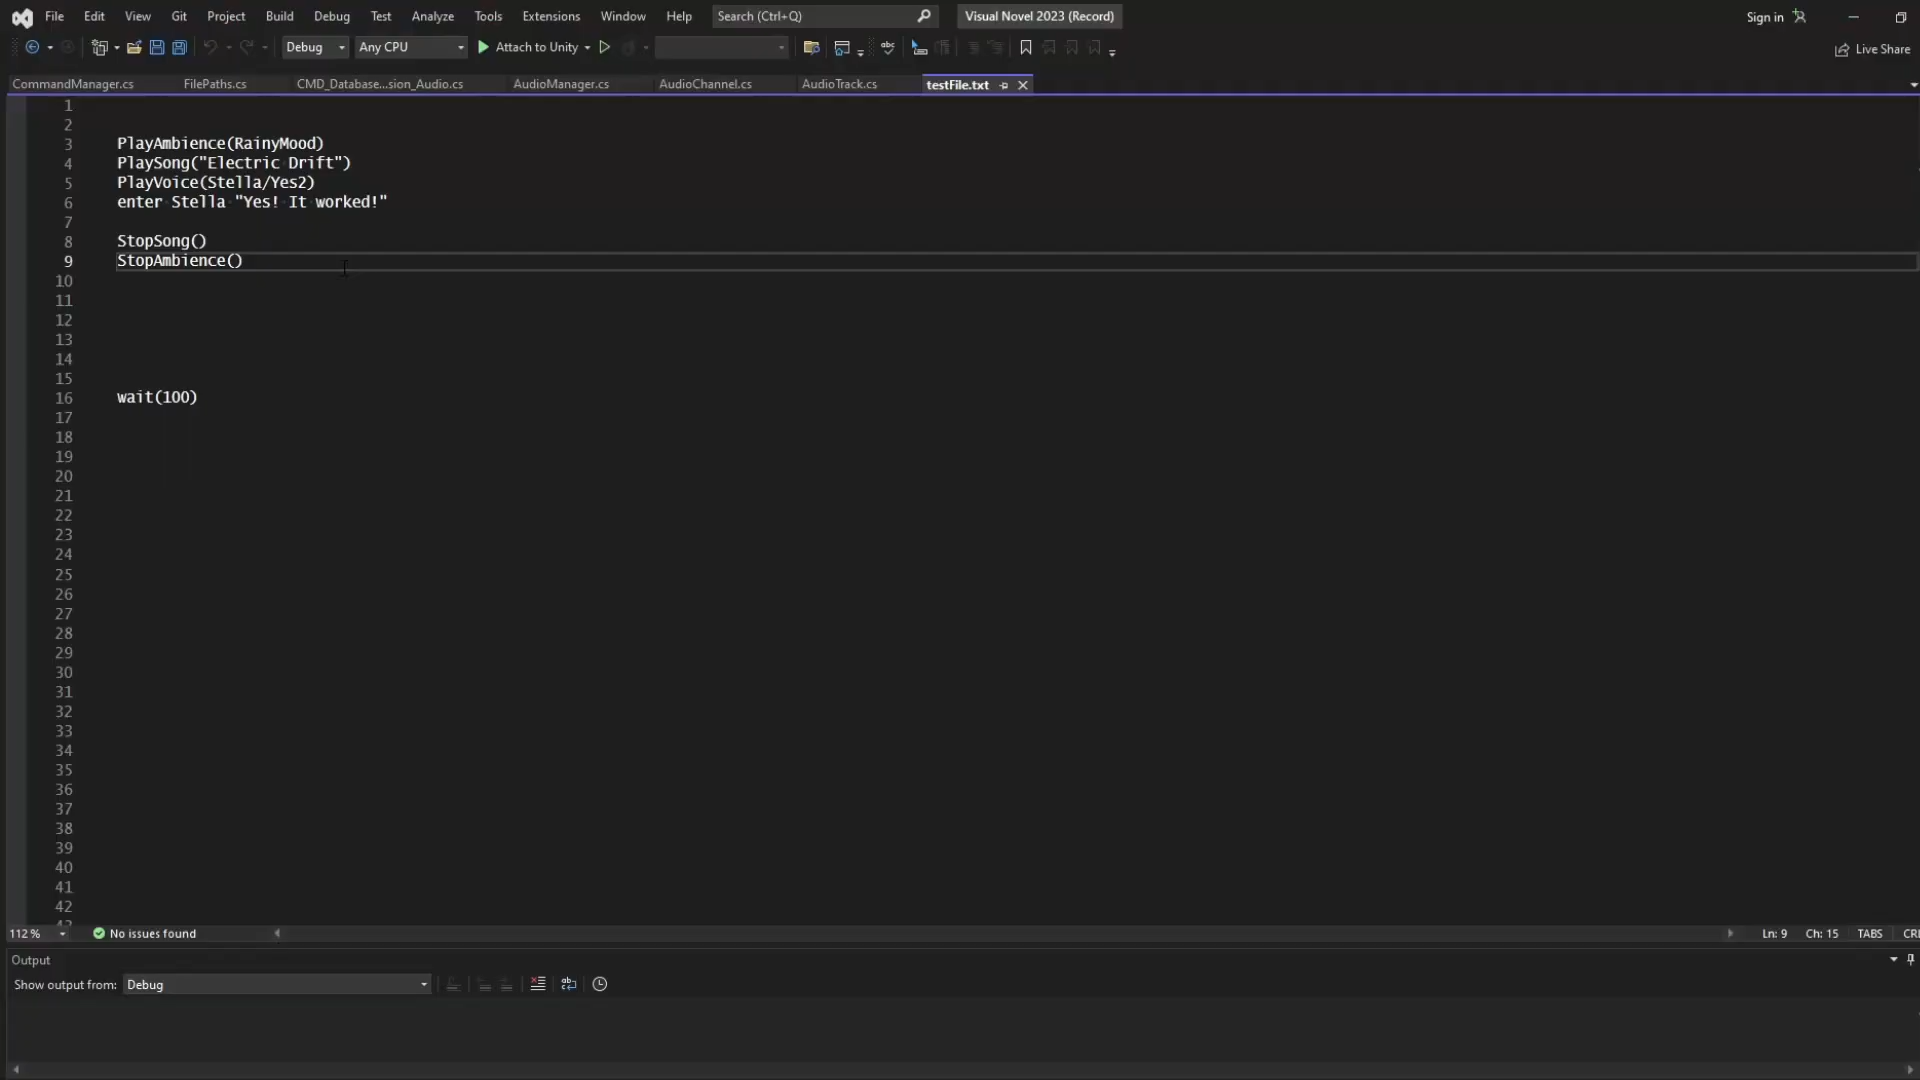 File Edit View Git Project Build Debug Test Analyze Tools Extensions Window Help Search (Ctrl+Q) Visual Novel 2023 (Record) Sign in
Debug Any CPU Attach to Unity Live Share
CommandManager.cs FilePaths.cs CMD_Database...sion_Audio.cs AudioManager.cs AudioChannel.cs AudioTrack.cs testFile.txt
1
2
3 PlayAmbience(RainyMood)
4 PlaySong("Electric Drift")
5 PlayVoice(Stella/Yes2)
6 enter Stella "Yes! It worked!"
7
8 StopSong()
9 StopAmbience()
10
11
12
13
14
15
16 wait(100)
17
18
19
20
21
22
23
24
25
26
27
28
29
30
31
32
33
34
35
36
37
38
39
40
41
42
112 % No issues found Ln: 9 Ch: 15 TABS
Output
Show output from: Debug